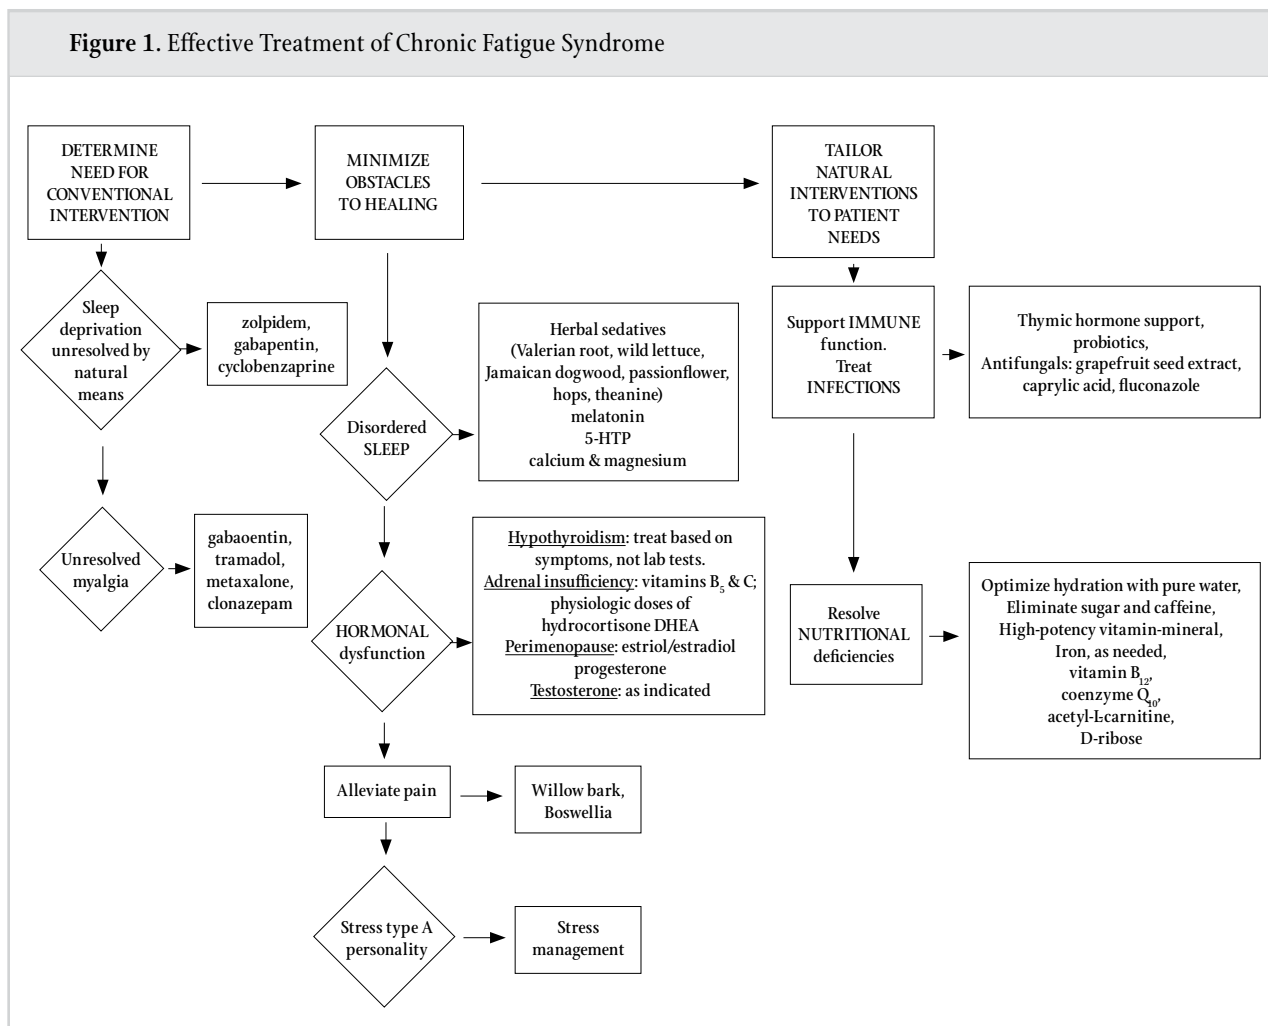 Figure 1. Effective Treatment of Chronic Fatigue Syndrome
DETERMINE
NEED FOR
CONVENTIONAL
INTERVENTION
MINIMIZE
OBSTACLES
TO HEALING
TAILOR
NATURAL
INTERVENTIONS
TO PATIENT
NEEDS
Sleep
deprivation
unresolved by
natural
means
zolpidem,
gabapentin,
cyclobenzaprine
Unresolved
myalgia
gabaoentin,
tramadol,
metaxalone,
clonazepam
Disordered
SLEEP
Herbal sedatives
(Valerian root, wild lettuce,
Jamaican dogwood, passionflower,
hops, theanine)
melatonin
5-HTP
calcium & magnesium
HORMONAL
dysfunction
Hypothyroidism: treat based on
symptoms, not lab tests.
Adrenal insufficiency: vitamins B5 & C;
physiologic doses of
hydrocortisone DHEA
Perimenopause: estriol/estradiol
progesterone
Testosterone: as indicated
Alleviate pain
Willow bark,
Boswellia
Stress type A
personality
Stress
management
Support IMMUNE
function.
Treat
INFECTIONS
Thymic hormone support,
probiotics,
Antifungals: grapefruit seed extract,
caprylic acid, fluconazole
Resolve
NUTRITIONAL
deficiencies
Optimize hydration with pure water,
Eliminate sugar and caffeine,
High-potency vitamin-mineral,
Iron, as needed,
vitamin B12,
coenzyme Q10,
acetyl-L-carnitine,
D-ribose